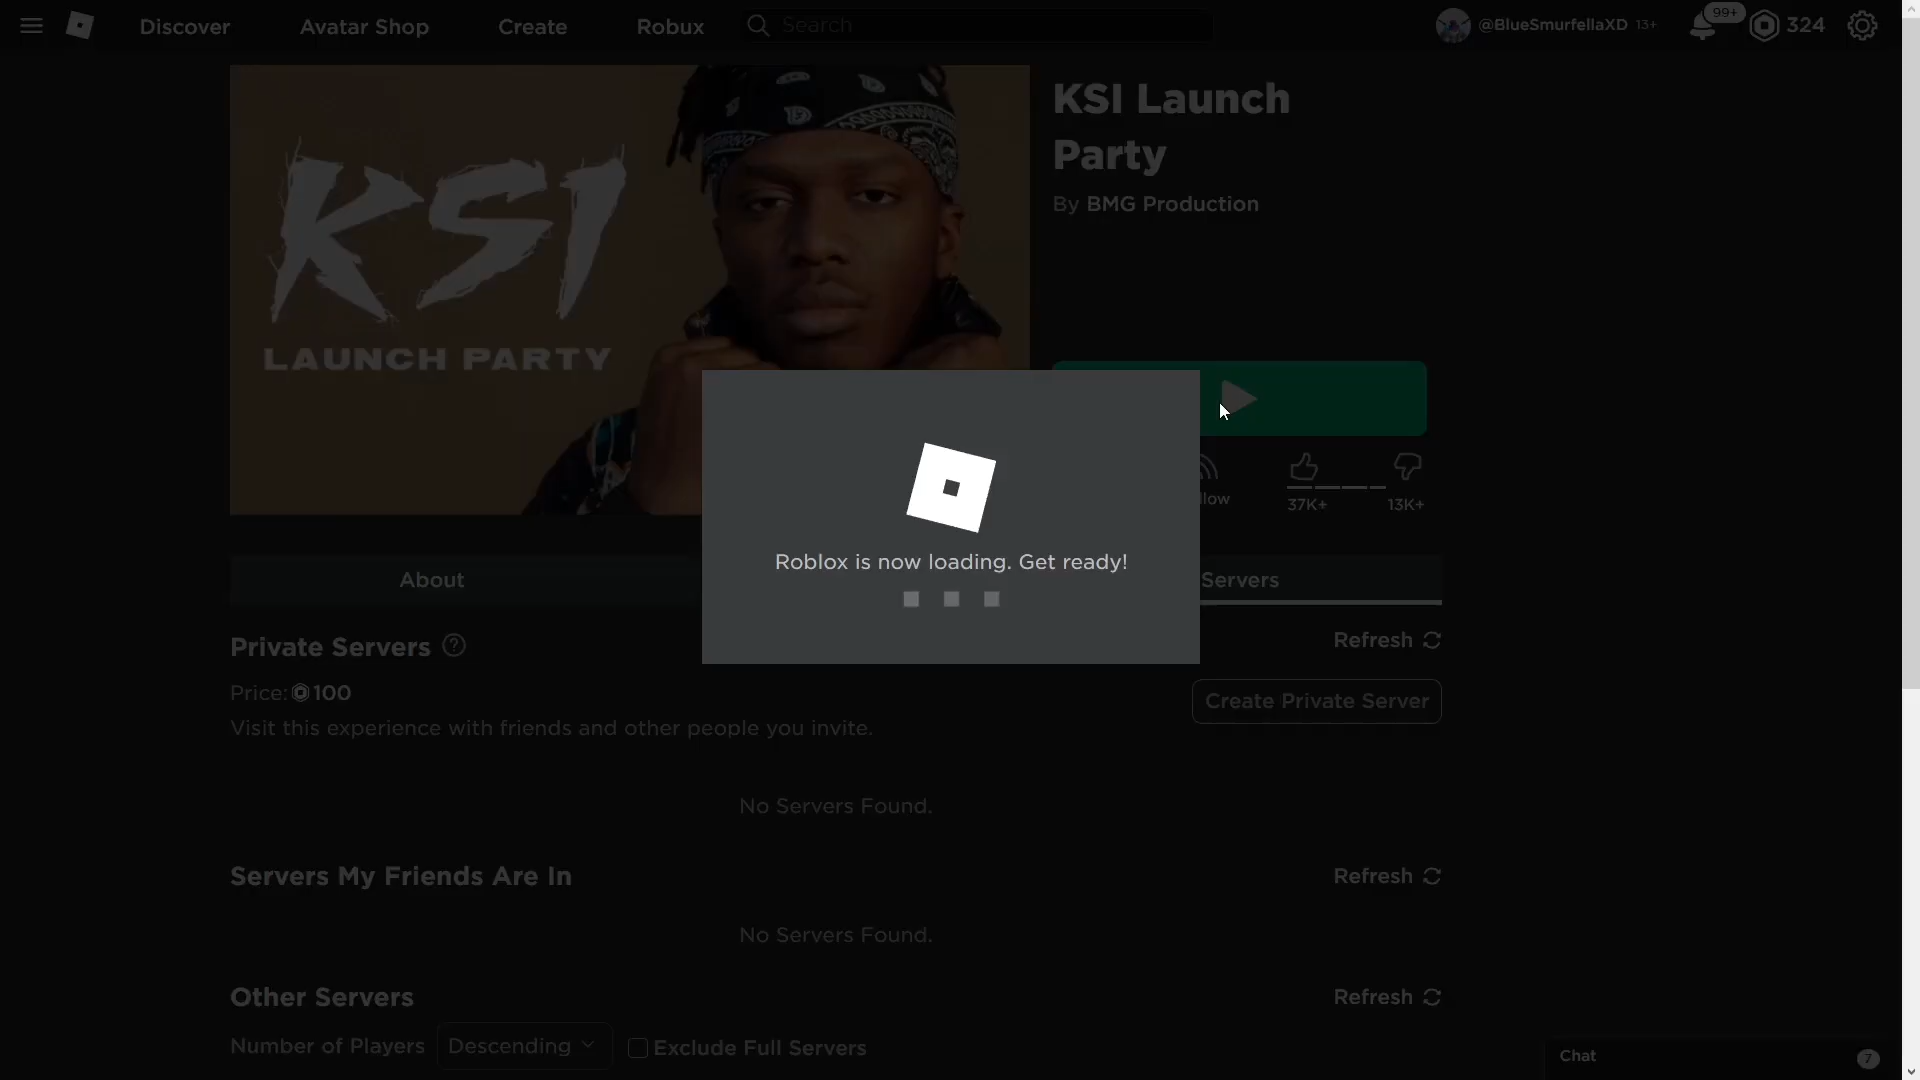 Discover
Avatar Shop
Create
Robux
Search
@BlueSmurfellaXD 13+
99+
324
KSI
LAUNCH PARTY
KSI Launch
Party
By BMG Production
llow
37K+
13K+
Roblox is now loading. Get ready!
About
Servers
Private Servers
Refresh
Price: 100
Create Private Server
Visit this experience with friends and other people you invite.
No Servers Found.
Servers My Friends Are In
Refresh
No Servers Found.
Other Servers
Refresh
Number of Players Descending Exclude Full Servers
Chat
7